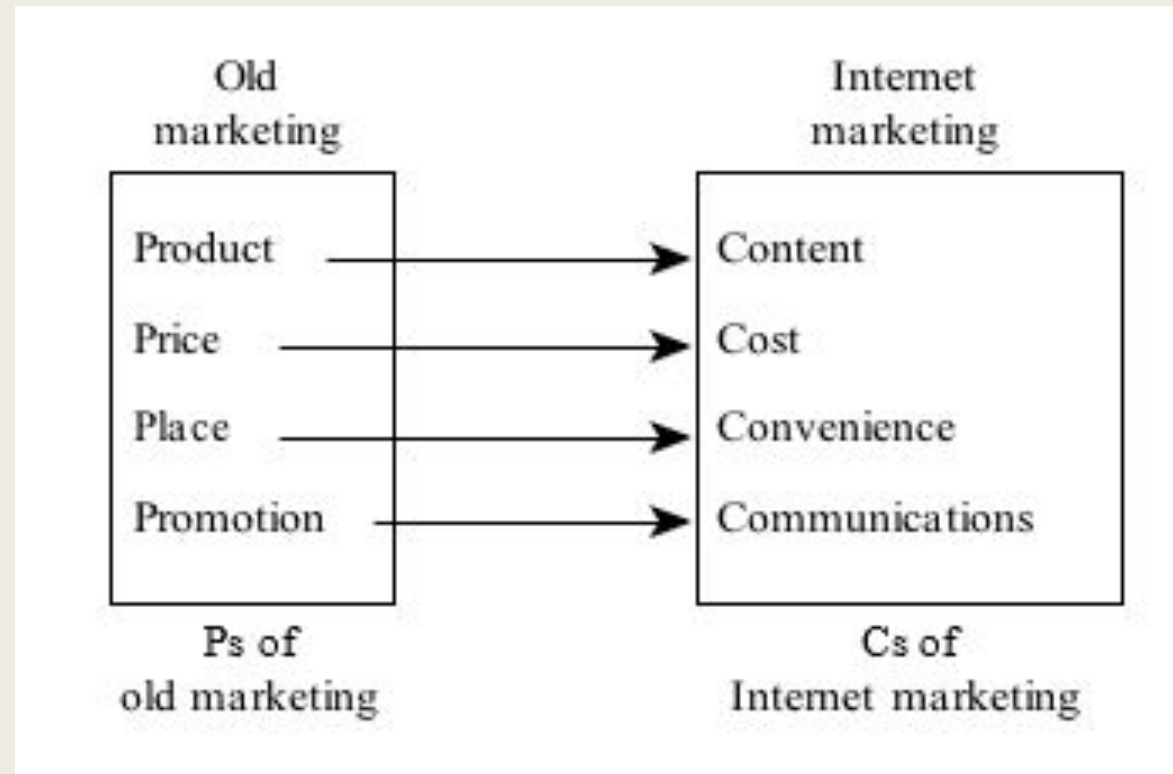 Old
marketing
Internet
marketing
Product
Content
Price
Cost
Place
Convenience
Promotion
Communications
Ps of
old marketing
Cs of
Internet marketing